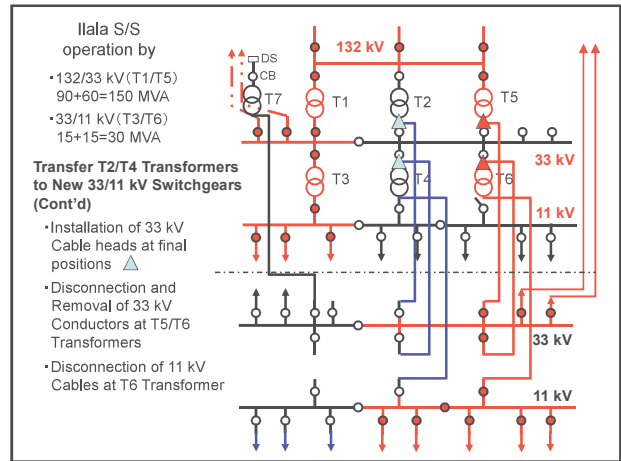 Ilala S/S
operation by
・132/33 kV(T1/T5)
90+60=150 MVA
・33/11 kV(T3/T6)
15+15=30 MVA
Transfer T2/T4 Transformers
to New 33/11 kV Switchgears
(Cont'd)
・Installation of 33 kV
Cable heads at final
positions
・Disconnection and
Removal of 33 kV
Conductors at T5/T6
Transformers
・Disconnection of 11 kV
Cables at T6 Transformer
DS
CB
T7
132 kV
T1
T2
T5
33 kV
T3
T4
T6
11 kV
33 kV
11 kV